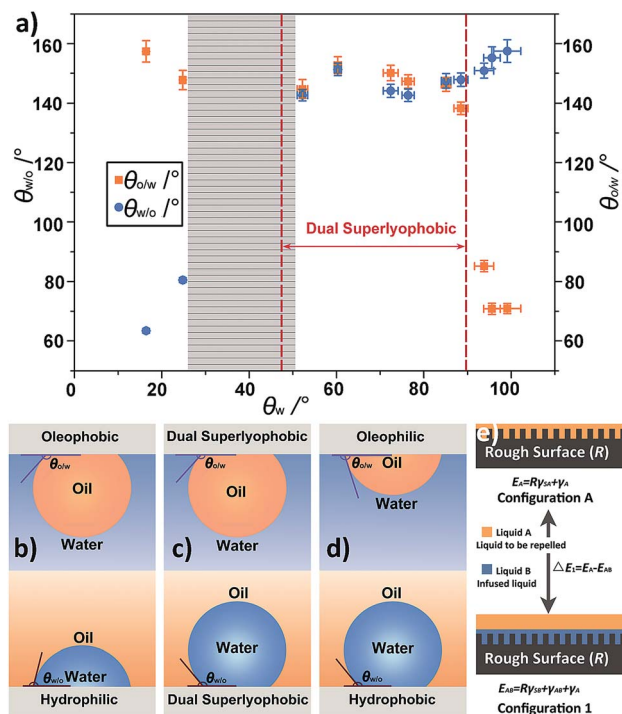 a)
160
140
120
100
80
60
θw/o /°
160
140
120
100
80
60
θo/w /°
θo/w /°
θw/o /°
Dual Superlyophobic
0 20 40 60 80 100
θw /°
Oleophobic
θo/w
Oil
b)
Water
Oil
Water
θw/o
Hydrophilic
Dual Superlyophobic
θo/w
Oil
c)
Water
Oil
Water
θw/o
Dual Superlyophobic
Oleophilic
θo/w
Oil
Water
d)
Oil
Water
θw/o
Hydrophobic
e)
Rough Surface (R)
EA=RγSA+γA
Configuration A
Liquid A
Liquid to be repelled
Liquid B
Infused liquid
△E1=EA-EAB
Rough Surface (R)
EAB=RγSB+γAB+γA
Configuration 1